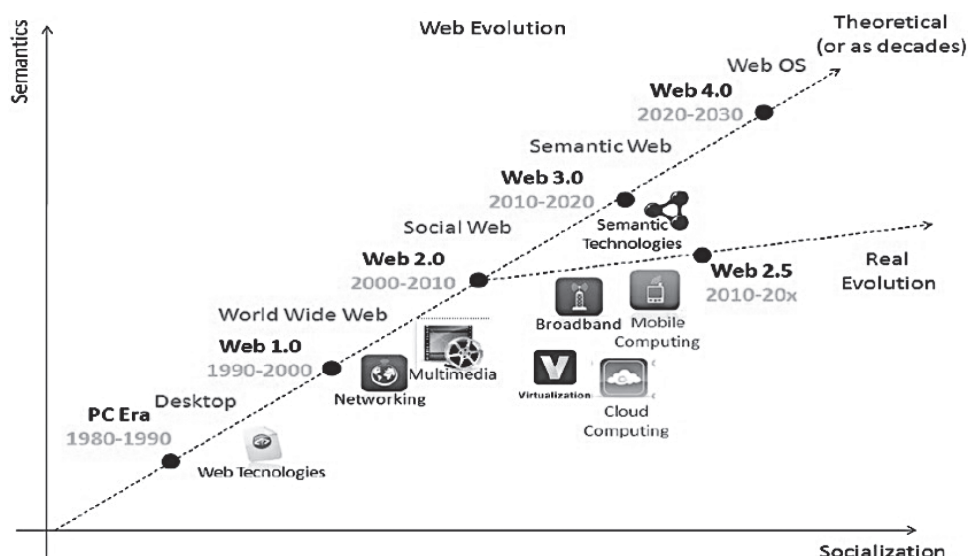 Web Evolution
Theoretical
(or as decades)
Semantics
Web OS
Web 4.0
2020-2030
Semantic Web
Web 3.0
2010-2020
Semantic
Technologies
Social Web
Web 2.0
2000-2010
Web 2.5
2010-20x
Real
Evolution
Broadband
Mobile
Computing
World Wide Web
Web 1.0
1990-2000
Multimedia
Networking
V
Virtualization
Cloud
Computing
Desktop
PC Era
1980-1990
Web Tecnologies
Socialization